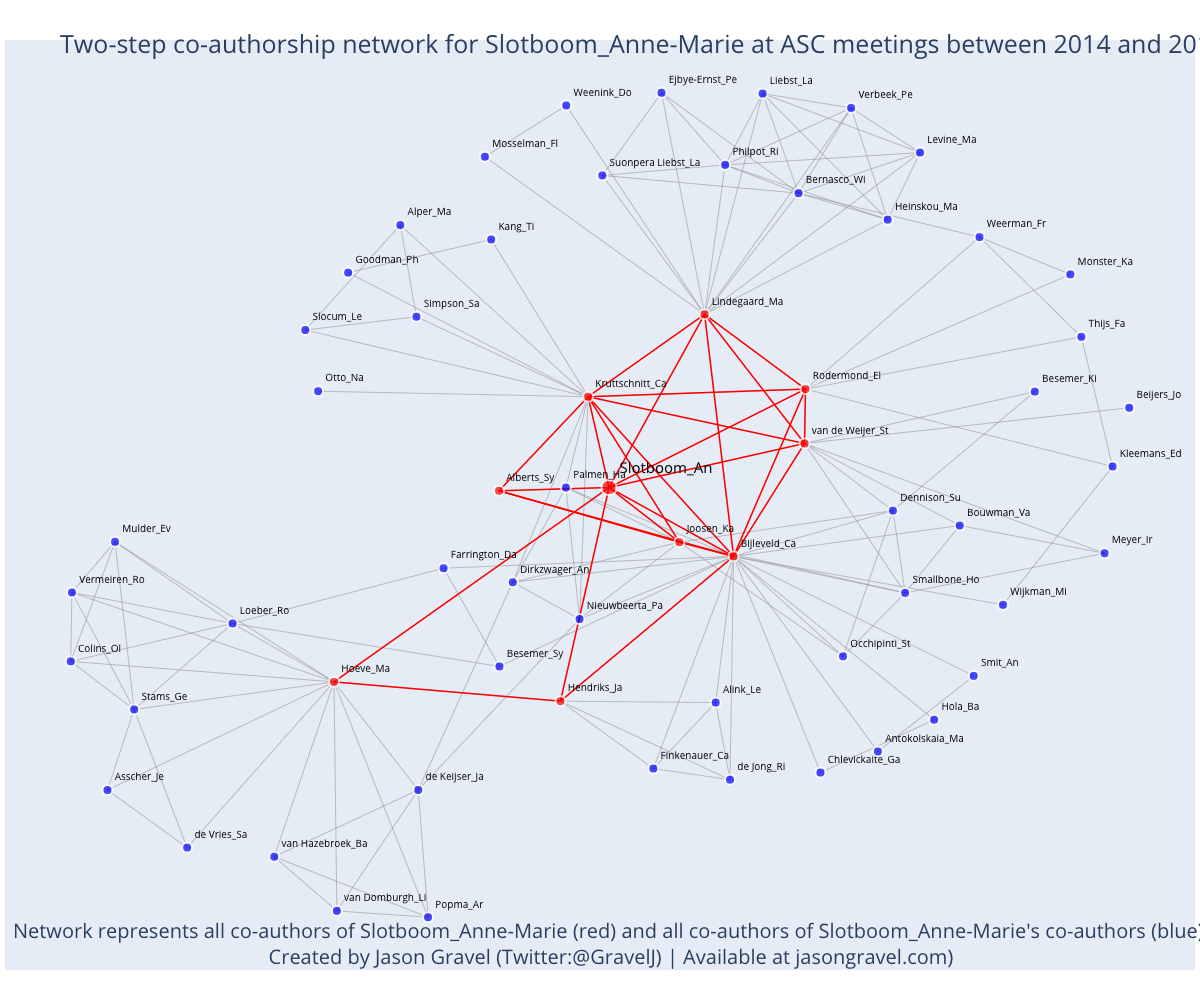 Two-step co-authorship network for Slotboom_Anne-Marie at ASC meetings between 2014 and 201
Ejbye-Ernst_Pe
Liebst_La
Weenink_Do
Verbeek_Pe
Mosselman_Fl
Levine_Ma
Philpot_Ri
Suonpera Liebst_La
Bernasco_Wi
Heinskou_Ma
Alper_Ma
Kang_Ti
Weerman_Fr
Goodman_Ph
Monster_Ka
Simpson_Sa
Lindegaard_Ma
Slocum_Le
Thijs_Fa
Otto_Na
Kruttschnitt_Ca
Rodermond_El
Besemer_Ki
Beijers_Jo
van de Weijer_St
Kleemans_Ed
Slotboom_An
Alberts_Sy
Palmen_Ha
Dennison_Su
Bouwman_Va
Joosen_Ka
Mulder_Ev
Bijleveld_Ca
Meyer_Ir
Farrington_Da
Dirkzwager_An
Vermeiren_Ro
Smallbone_Ho
Wijkman_Mi
Loeber_Ro
Nieuwbeerta_Pa
Colins_Ol
Besemer_Sy
Occhipinti_St
Hoeve_Ma
Smit_An
Hendriks_Ja
Stams_Ge
Alink_Le
Hola_Ba
Antokolskaia_Ma
Finkenauer_Ca
Chlevickaite_Ga
de Jong_Ri
Asscher_Je
de Keijser_Ja
de Vries_Sa
van Hazebroek_Ba
van Domburgh_Li
Popma_Ar
Network represents all co-authors of Slotboom_Anne-Marie (red) and all co-authors of Slotboom_Anne-Marie's co-authors (blue)
Created by Jason Gravel (Twitter:@GravelJ) | Available at jasongravel.com)